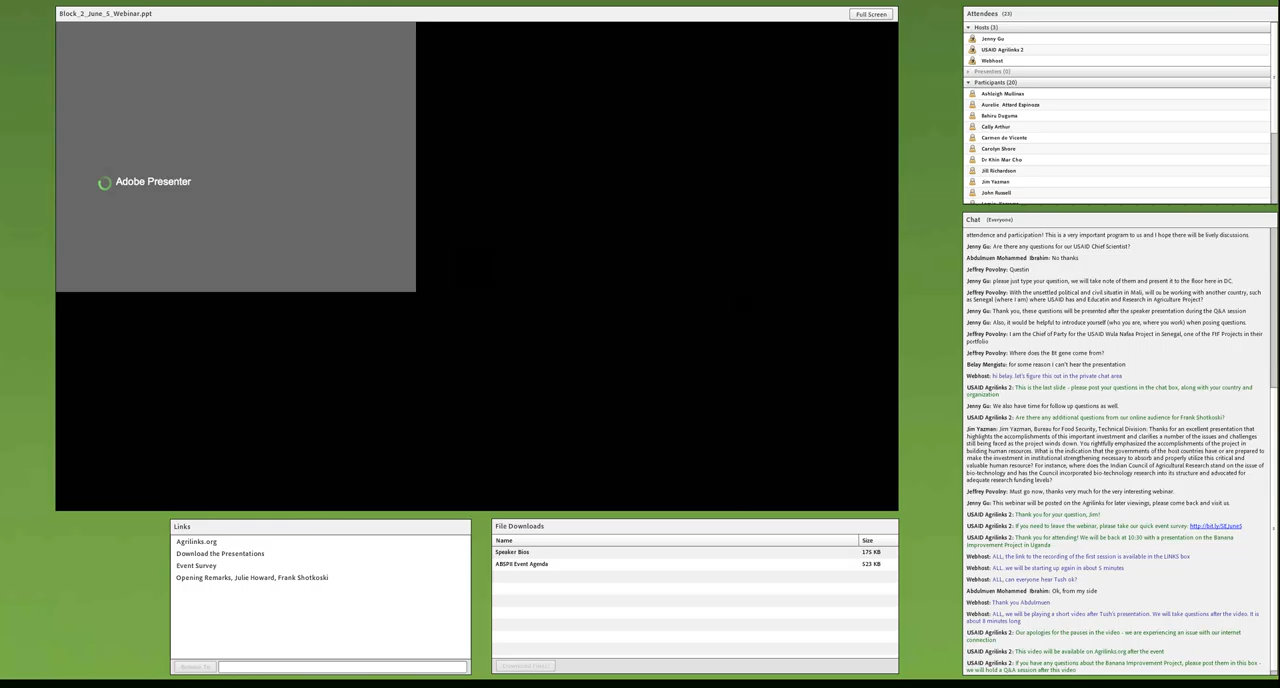 Block_2_June_5_Webinar.ppt
Full Screen
Adobe Presenter
Links
Agrilinks.org
Download the Presentations
Event Survey
Opening Remarks, Julie Howard, Frank Shotkoski
Browse To
File Downloads
Name Size
Speaker Bios 175 KB
ABSPII Event Agenda 523 KB
Download File(s)
Attendees (23)
Hosts (3)
Jenny Gu
USAID Agrilinks 2
Webhost
Presenters (0)
Participants (20)
Ashleigh Mullinax
Aurelie Attard Espinoza
Bahiru Duguma
Cally Arthur
Carmen de Vicente
Carolyn Shore
Dr Khin Mar Cho
Jill Richardson
Jim Yazman
John Russell
Chat (Everyone)
attendence and participation! This is a very important program to us and I hope there will be lively discussions.
Jenny Gu: Are there any questions for our USAID Chief Scientist?
Abdulmuen Mohammed Ibrahim: No thanks
Jeffrey Povolny: Questin
Jenny Gu: please just type your question, we will take note of them and present it to the floor here in DC.
Jeffrey Povolny: With the unsettled political and civil situatin in Mali, will ou be working with another country, such
as Senegal (where I am) where USAID has and Educatin and Research in Agriculture Project?
Jenny Gu: Thank you, these questions will be presented after the speaker presentation during the Q&A session
Jenny Gu: Also, it would be helpful to introduce yourself (who you are, where you work) when posing questions.
Jeffrey Povolny: I am the Chief of Party for the USAID Wula Nafaa Project in Senegal, one of the FtF Projects in their
portfolio
Jeffrey Povolny: Where does the Bt gene come from?
Belay Mengistu: for some reason I can't hear the presentation
Webhost: hi belay. let's figure this out in the private chat area
USAID Agrilinks 2: This is the last slide - please post your questions in the chat box, along with your country and
organization
Jenny Gu: We also have time for follow up questions as well.
USAID Agrilinks 2: Are there any additional questions from our online audience for Frank Shotkoski?
Jim Yazman: Jim Yazman, Bureau for Food Security, Technical Division: Thanks for an excellent presentation that
highlights the accomplishments of this important investment and clarifies a number of the issues and challenges
still being faced as the project winds down. You rightfully emphasized the accomplishments of the project in
building human resources. What is the indication that the governments of the host countries have or are prepared to
make the investment in institutional strengthening necessary to absorb and properly utilize this critical and
valuable human resource? For instance, where does the Indian Council of Agricultural Research stand on the issue of
bio-technology and has the Council incorporated bio-technology research into its structure and advocated for
adequate research funding levels?
Jeffrey Povolny: Must go now, thanks very much for the very interesting webinar.
Jenny Gu: This webinar will be posted on the Agrilinks for later viewings, please come back and visit us.
USAID Agrilinks 2: Thank you for your question, Jim!
USAID Agrilinks 2: If you need to leave the webinar, please take our quick event survey: http://bit.ly/SEJune5
USAID Agrilinks 2: Thank you for attending! We will be back at 10:30 with a presentation on the Banana
Improvement Project in Uganda
Webhost: ALL, the link to the recording of the first session is available in the LINKS box
Webhost: ALL..we will be starting up again in about 5 minutes
Webhost: ALL, can everyone hear Tush ok?
Abdulmuen Mohammed Ibrahim: Ok, from my side
Webhost: Thank you Abdulmuen
Webhost: ALL, we will be playing a short video after Tush's presentation. We will take questions after the video. It is
about 8 minutes long
USAID Agrilinks 2: Our apologies for the pauses in the video - we are experiencing an issue with our internet
connection
USAID Agrilinks 2: This video will be available on Agrilinks.org after the event
USAID Agrilinks 2: If you have any questions about the Banana Improvement Project, please post them in this box -
we will hold a Q&A session after this video